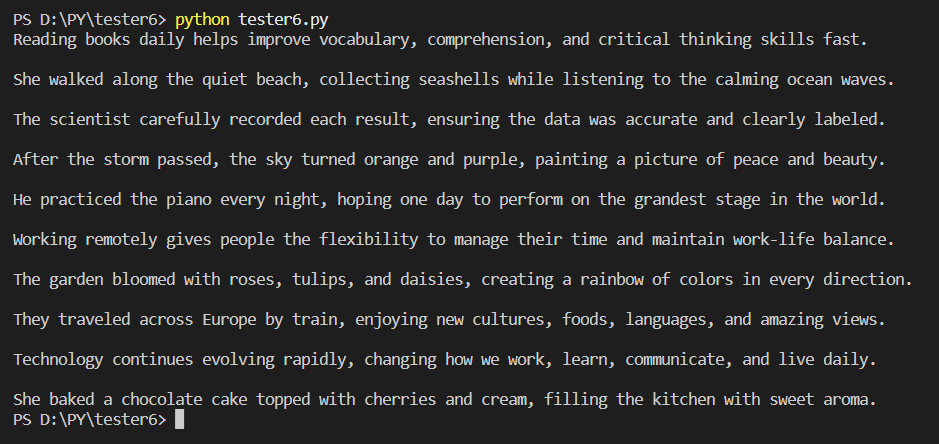 PS D:\PY\tester6> python tester6.py
Reading books daily helps improve vocabulary, comprehension, and critical thinking skills fast.
She walked along the quiet beach, collecting seashells while listening to the calming ocean waves.
The scientist carefully recorded each result, ensuring the data was accurate and clearly labeled.
After the storm passed, the sky turned orange and purple, painting a picture of peace and beauty.
He practiced the piano every night, hoping one day to perform on the grandest stage in the world.
Working remotely gives people the flexibility to manage their time and maintain work-life balance.
The garden bloomed with roses, tulips, and daisies, creating a rainbow of colors in every direction.
They traveled across Europe by train, enjoying new cultures, foods, languages, and amazing views.
Technology continues evolving rapidly, changing how we work, learn, communicate, and live daily.
She baked a chocolate cake topped with cherries and cream, filling the kitchen with sweet aroma.
PS D:\PY\tester6>